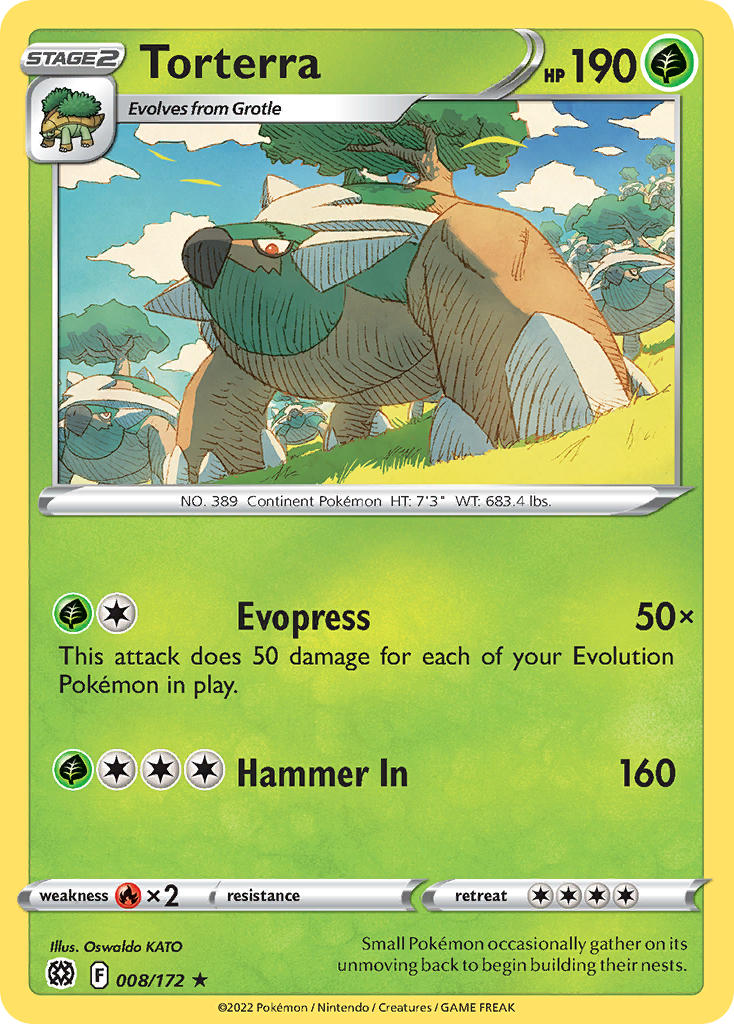 STAGE2
Torterra
HP 190
Evolves from Grotle
NO. 389 Continent Pokémon HT: 7'3" WT: 683.4 lbs.
Evopress 50×
This attack does 50 damage for each of your Evolution
Pokémon in play.
Hammer In 160
weakness ×2 resistance retreat
Illus. Oswaldo KATO
Small Pokémon occasionally gather on its
unmoving back to begin building their nests.
F 008/172 ★
©2022 Pokémon / Nintendo / Creatures / GAME FREAK